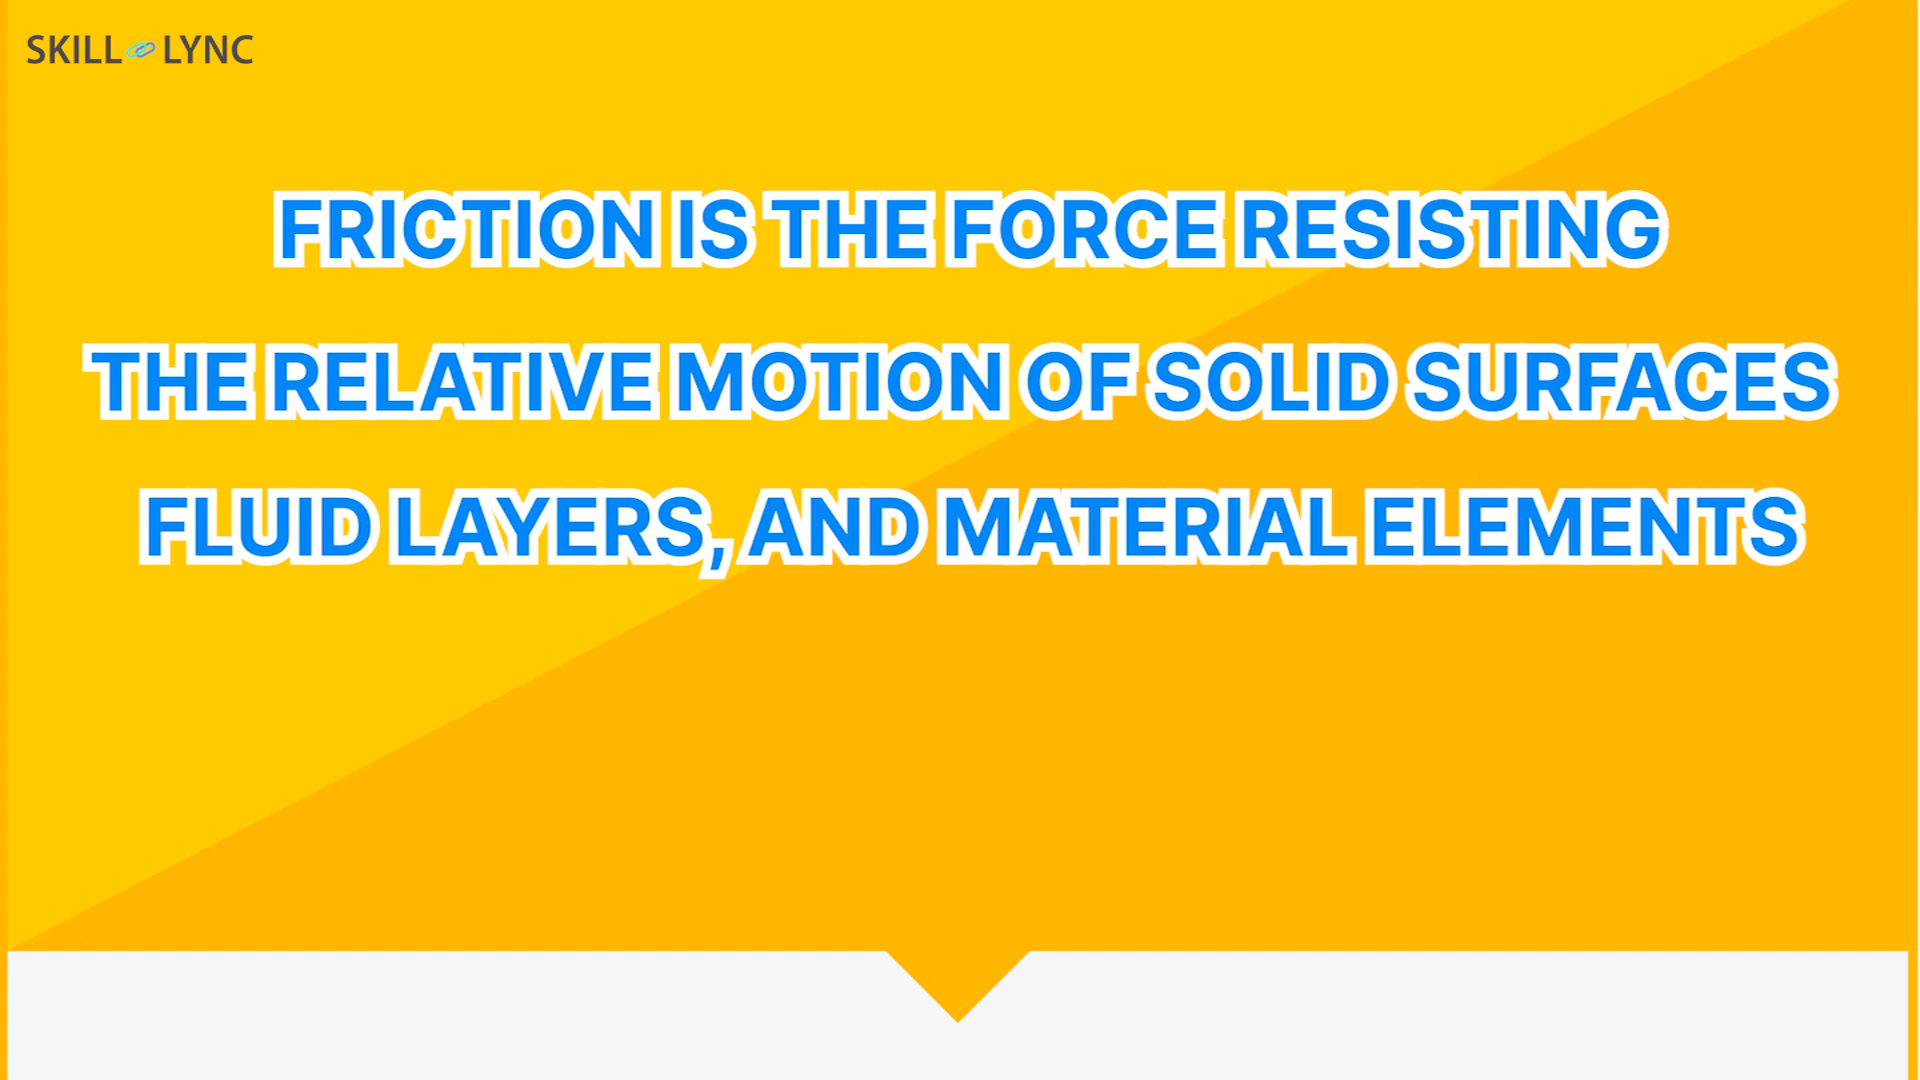 SKILL LYNC
FRICTION IS THE FORCE RESISTING
THE RELATIVE MOTION OF SOLID SURFACES
FLUID LAYERS, AND MATERIAL ELEMENTS